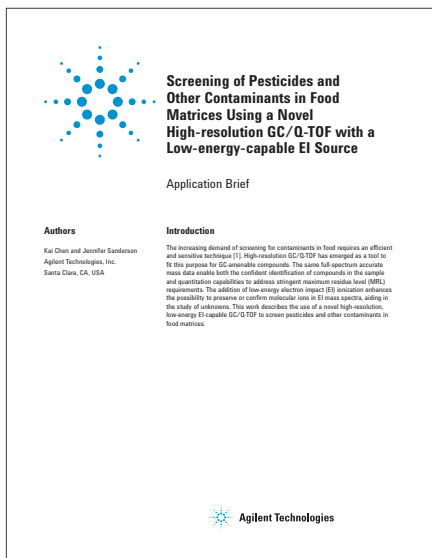 Screening of Pesticides and
Other Contaminants in Food
Matrices Using a Novel
High-resolution GC/Q-TOF with a
Low-energy-capable EI Source
Application Brief
Authors
Kai Chen and Jennifer Sanderson
Agilent Technologies, Inc.
Santa Clara, CA, USA
Introduction
The increasing demand of screening for contaminants in food requires an efficient
and sensitive technique [1]. High-resolution GC/Q-TOF has emerged as a tool to
fit this purpose for GC-amenable compounds. The same full-spectrum accurate
mass data enable both the confident identification of compounds in the sample
and quantitation capabilities to address stringent maximum residue level (MRL)
requirements. The addition of low-energy electron impact (EI) ionization enhances
the possibility to preserve or confirm molecular ions in EI mass spectra, aiding in
the study of unknowns. This work describes the use of a novel high-resolution,
low-energy EI-capable GC/Q-TOF to screen pesticides and other contaminants in
food matrices.
Agilent Technologies